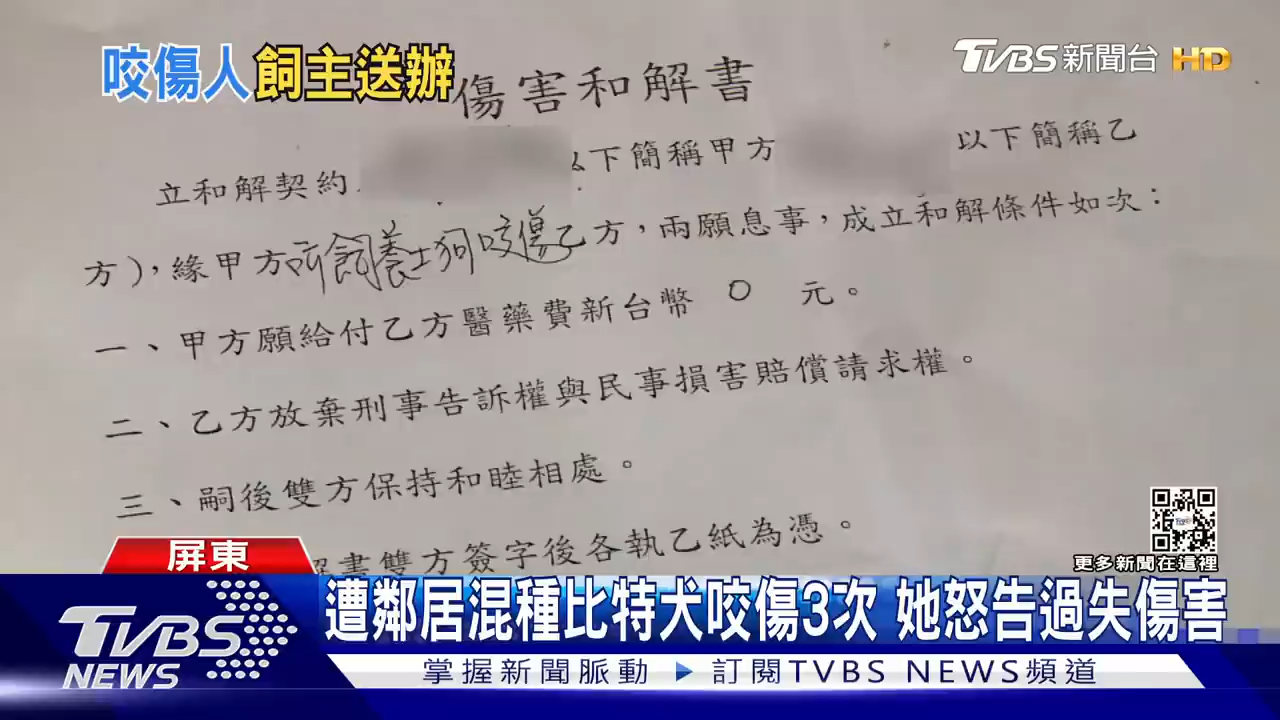 咬傷人 飼主送辦
TVBS新聞台 HD
傷害和解書
立和解契約
以下簡稱甲方
以下簡稱乙
方)，緣甲方所飼養土狗咬傷乙方，兩願息事，成立和解條件如次：
一、甲方願給付乙方醫藥費新台幣 0 元。
二、乙方放棄刑事告訴權與民事損害賠償請求權。
三、嗣後雙方保持和睦相處。
書雙方簽字後各執乙紙為憑。
更多新聞在這裡
屏東
遭鄰居混種比特犬咬傷3次 她怒告過失傷害
TVBS NEWS
掌握新聞脈動 ▶ 訂閱TVBS NEWS頻道